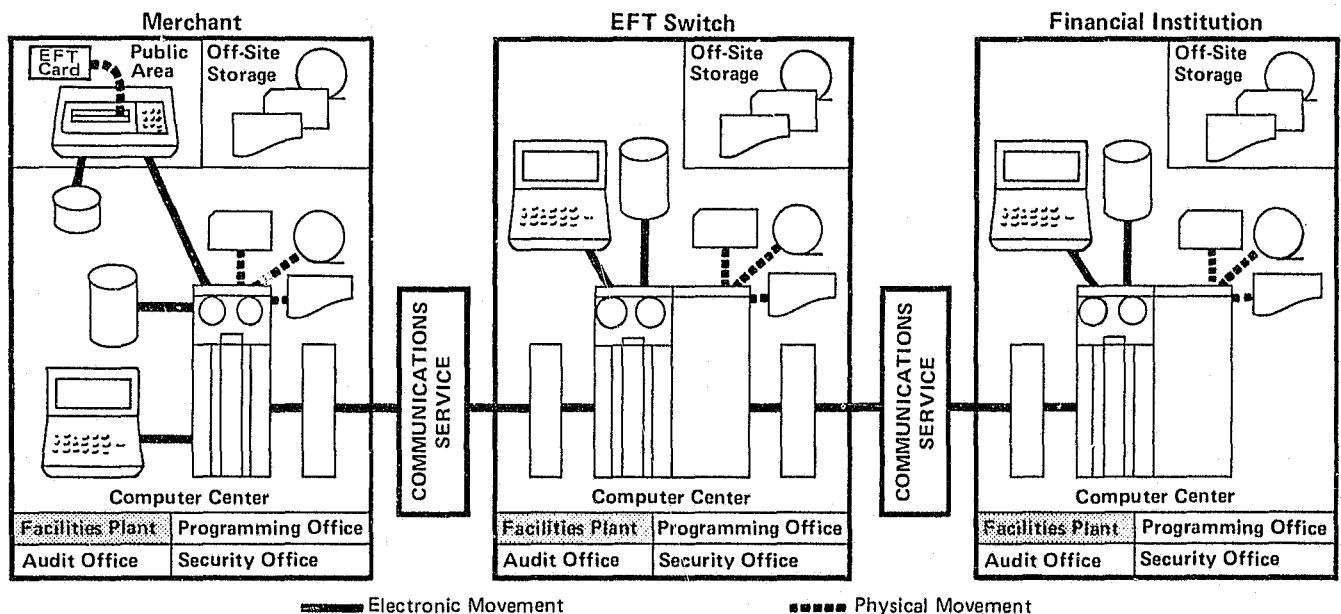 Merchant
EFT
Card
Public
Area
Off-Site
Storage
Computer Center
Facilities Plant
Programming Office
Audit Office
Security Office
COMMUNICATIONS
SERVICE
EFT Switch
Off-Site
Storage
Computer Center
Facilities Plant
Programming Office
Audit Office
Security Office
COMMUNICATIONS
SERVICE
Financial Institution
Off-Site
Storage
Computer Center
Facilities Plant
Programming Office
Audit Office
Security Office
Electronic Movement
Physical Movement